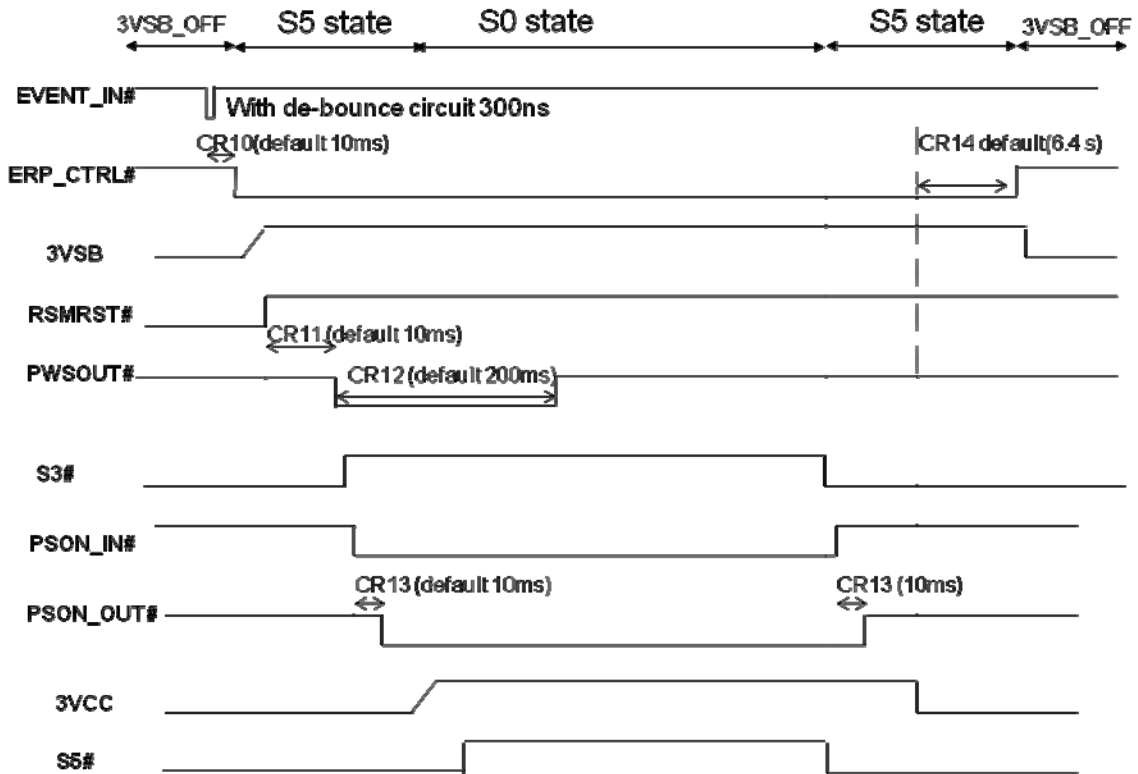 3VSB_OFF S5 state S0 state S5 state 3VSB_OFF
EVENT_IN# With de-bounce circuit 300ns
CR10(default 10ms) CR14 default(6.4 s)
ERP_CTRL#
3VSB
RSMRST#
CR11 (default 10ms)
PWSOUT# CR12 (default 200ms)
S3#
PSON_IN#
CR13 (default 10ms) CR13 (10ms)
PSON_OUT#
3VCC
S5#